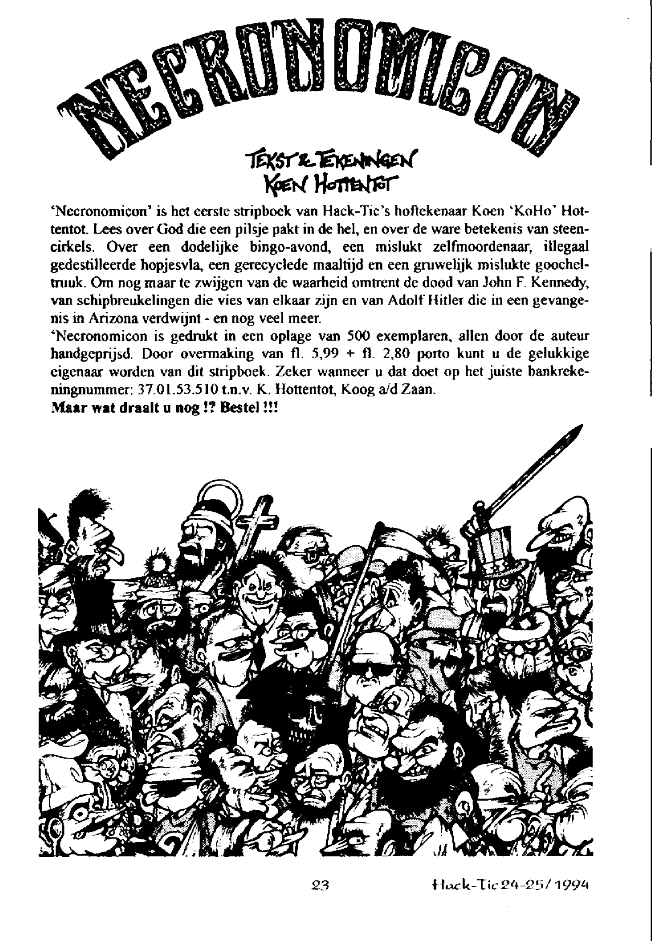 NECRONOMICON
TEKST & TEKENINGEN
KOEN HOTTENTOT
'Necronomicon' is het eerste stripboek van Hack-Tic's hoftekenaar Koen 'KoHo' Hot-
tentot. Lees over God die een pilsje pakt in de hel, en over de ware betekenis van steen-
cirkels. Over een dodelijke bingo-avond, een mislukt zelfmoordenaar, illegaal
gedestilleerde hopjesvla, een gerecyclede maaltijd en een gruwelijk mislukte goochel-
truuk. Om nog maar te zwijgen van de waarheid omtrent de dood van John F. Kennedy,
van schipbreukelingen die vies van elkaar zijn en van Adolf Hitler die in een gevange-
nis in Arizona verdwijnt - en nog veel meer.
'Necronomicon is gedrukt in een oplage van 500 exemplaren, allen door de auteur
handgeprijsd. Door overmaking van fl. 5,99 + fl. 2,80 porto kunt u de gelukkige
eigenaar worden van dit stripboek. Zeker wanneer u dat doet op het juiste bankreke-
ningnummer: 37.01.53.510 t.n.v. K. Hottentot, Koog a/d Zaan.
Maar wat draalt u nog !? Bestel !!!
23
Hack-Tic 24-25/1994